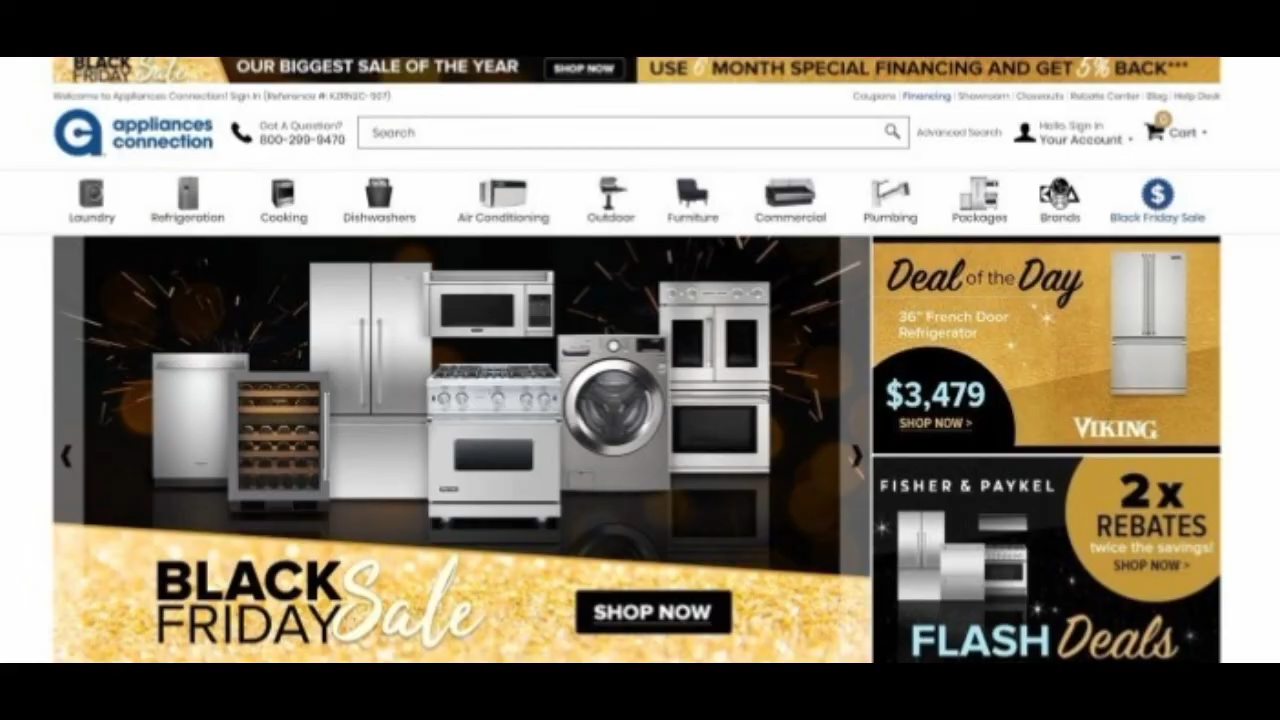 BLACK
FRIDAY Sale
OUR BIGGEST SALE OF THE YEAR
SHOP NOW
USE 6 MONTH SPECIAL FINANCING AND GET 5% BACK***
Welcome to Appliances Connection! Sign In
Coupons | Financing | Showroom | Closeouts | Rebate Center | Blog | Help Desk
appliances
connection
Got A Question?
800-299-9470
Search
Advanced Search
Hello, Sign In
Your Account
0
Cart
Laundry
Refrigeration
Cooking
Dishwashers
Air Conditioning
Outdoor
Furniture
Commercial
Plumbing
Packages
Brands
$
Black Friday Sale
Deal of the Day
36" French Door
Refrigerator
$3,479
SHOP NOW >
VIKING
BLACK
FRIDAY Sale
SHOP NOW
FISHER & PAYKEL
2x
REBATES
twice the savings!
SHOP NOW >
FLASH Deals